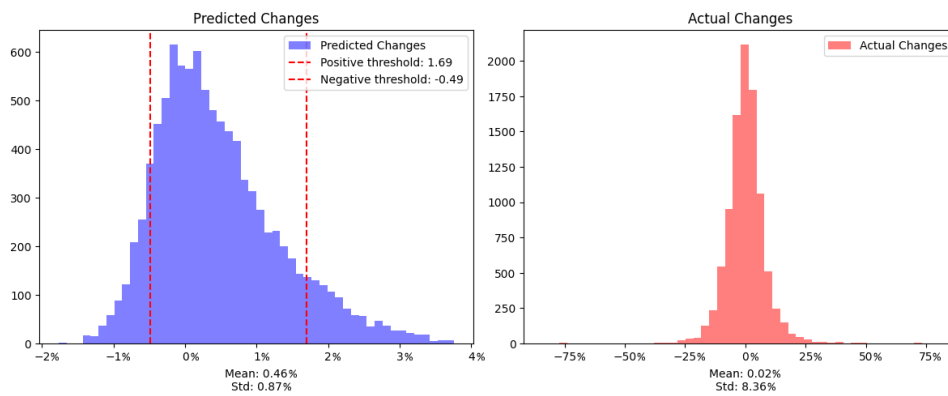 Predicted Changes
Predicted Changes
Positive threshold: 1.69
Negative threshold: -0.49
600
500
400
300
200
100
0
−2% −1% 0% 1% 2% 3% 4%
Mean: 0.46%
Std: 0.87%
Actual Changes
Actual Changes
2000
1750
1500
1250
1000
750
500
250
0
−75% −50% −25% 0% 25% 50% 75%
Mean: 0.02%
Std: 8.36%